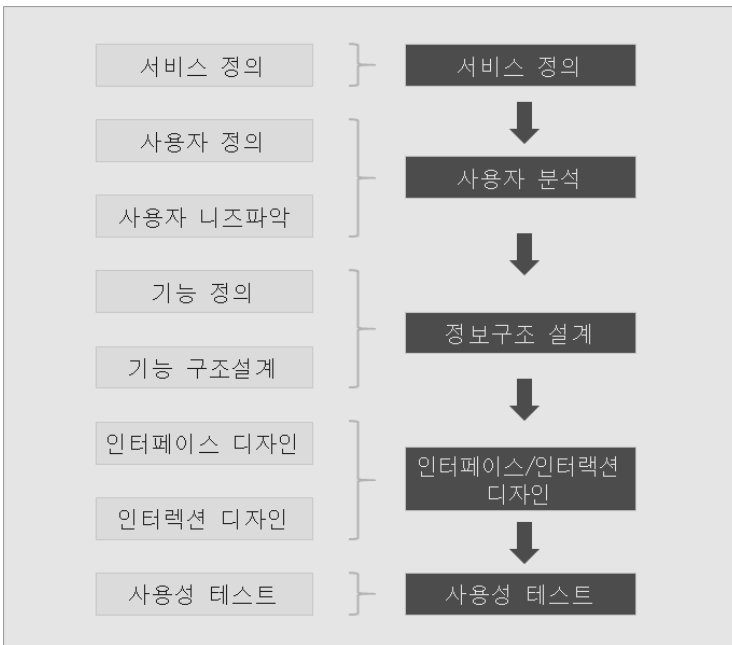 서비스 정의
서비스 정의
사용자 정의
사용자 분석
사용자 니즈파악
기능 정의
정보구조 설계
기능 구조설계
인터페이스 디자인
인터페이스/인터랙션
디자인
인터렉션 디자인
사용성 테스트
사용성 테스트